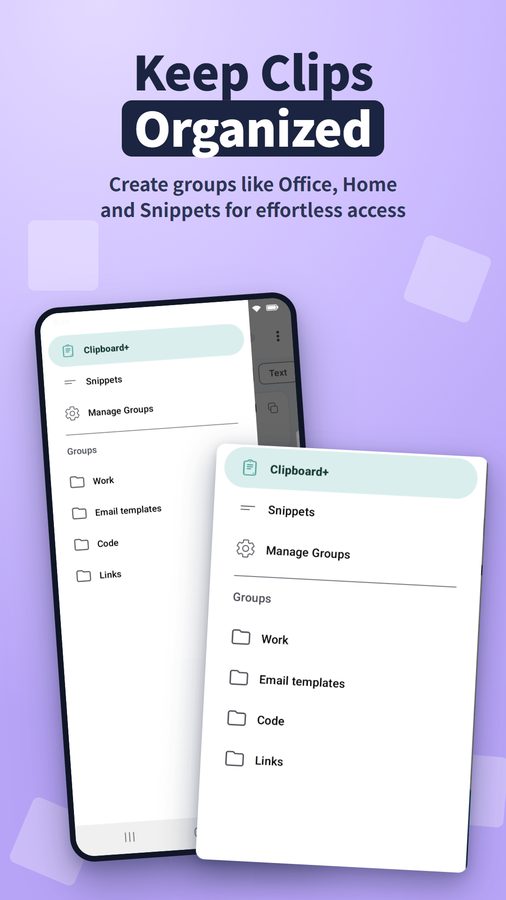 Keep Clips
Organized
Create groups like Office, Home
and Snippets for effortless access
Clipboard+
Snippets
Manage Groups
Groups
Work
Email templates
Code
Links
Text
Clipboard+
Snippets
Manage Groups
Groups
Work
Email templates
Code
Links